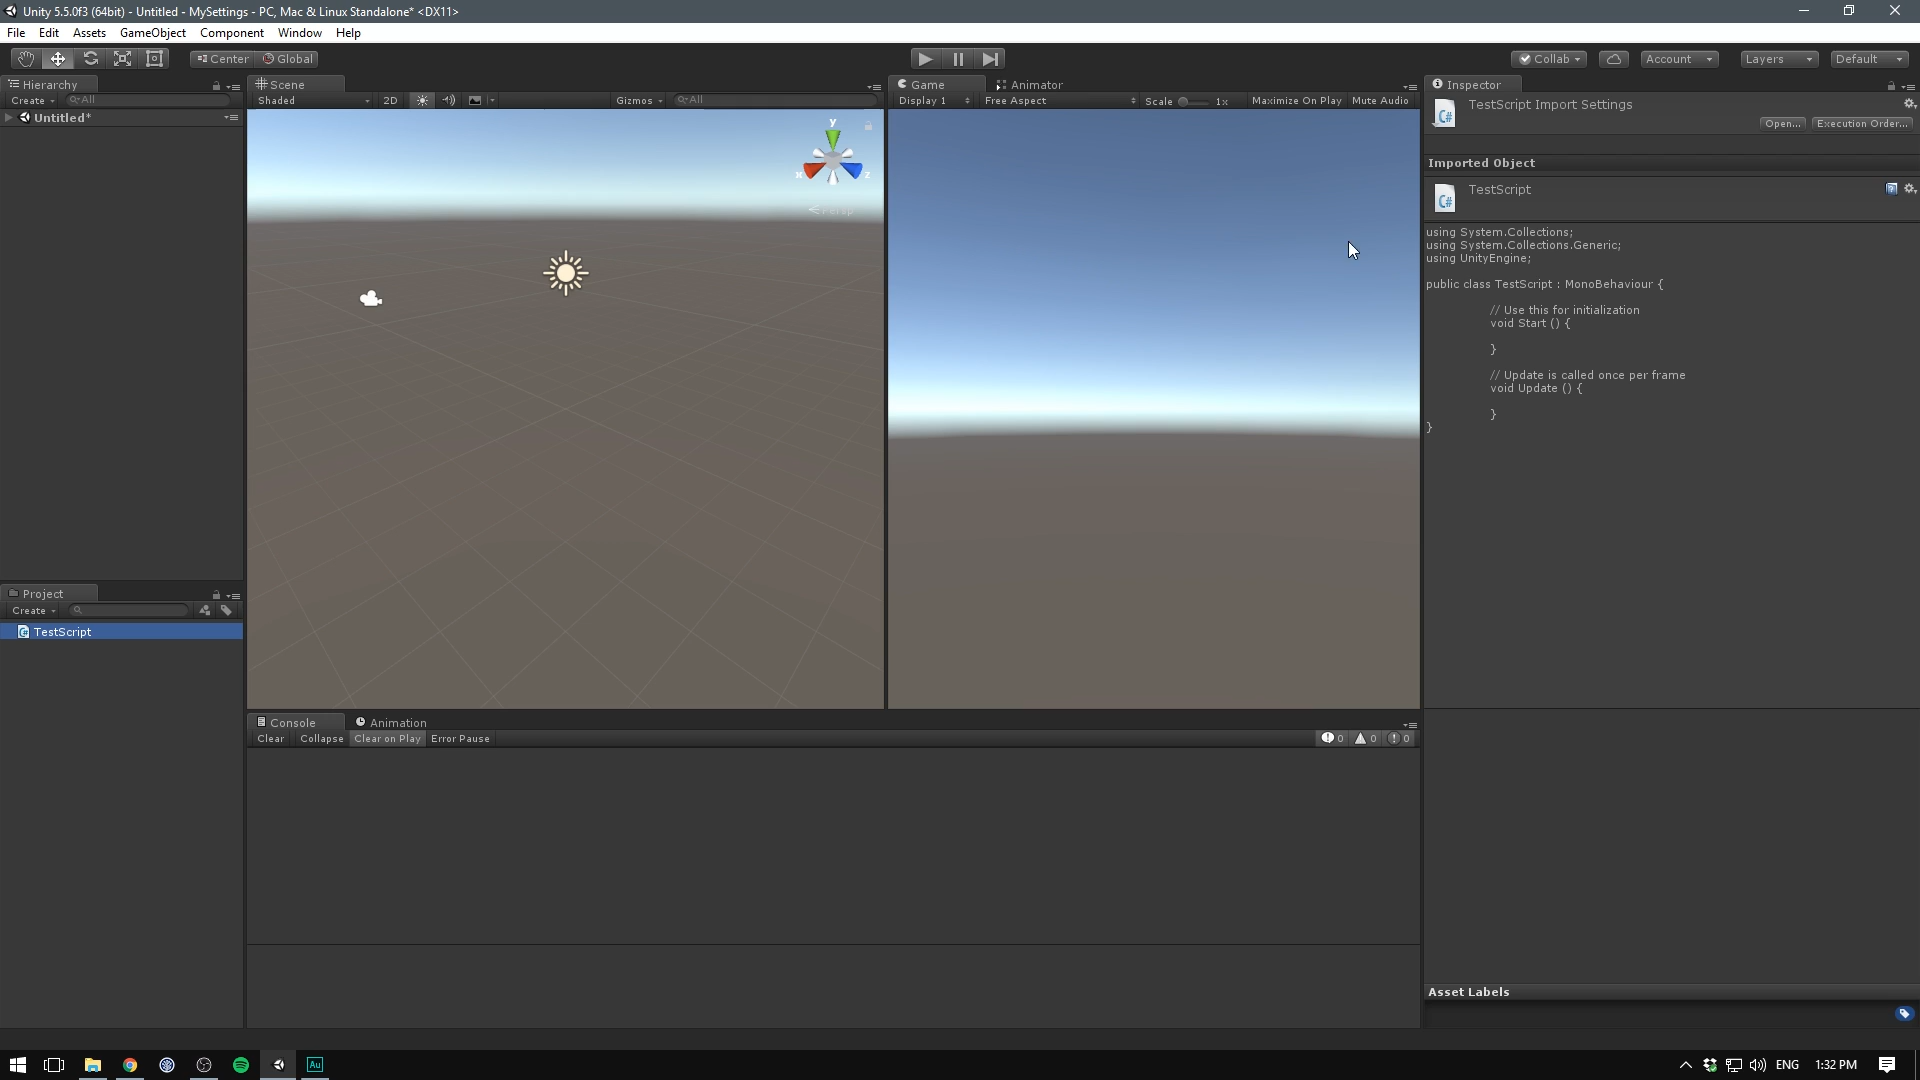 Unity 5.5.0f3 (64bit) - Untitled - MySettings - PC, Mac & Linux Standalone* <DX11>
File Edit Assets GameObject Component Window Help
Center Global
Collab Account Layers Default
Hierarchy
Create All
Untitled*
Scene
Shaded 2D Gizmos All
y
x z
Persp
Game Animator
Display 1 Free Aspect Scale 1x Maximize On Play Mute Audio
Inspector
TestScript Import Settings
C#
Open... Execution Order...
Imported Object
TestScript
C#
using System.Collections;
using System.Collections.Generic;
using UnityEngine;
public class TestScript : MonoBehaviour {
// Use this for initialization
void Start () {
}
// Update is called once per frame
void Update () {
}
}
Project
Create
TestScript
Console Animation
Clear Collapse Clear on Play Error Pause 0 0 0
Asset Labels
Au
ENG 1:32 PM